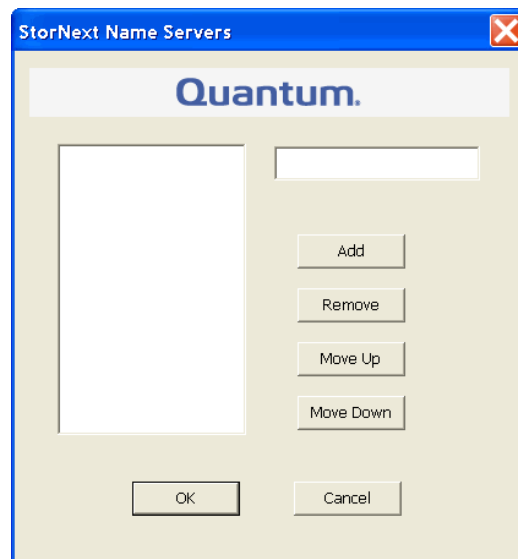 StorNext Name Servers
Quantum.
Add
Remove
Move Up
Move Down
OK
Cancel